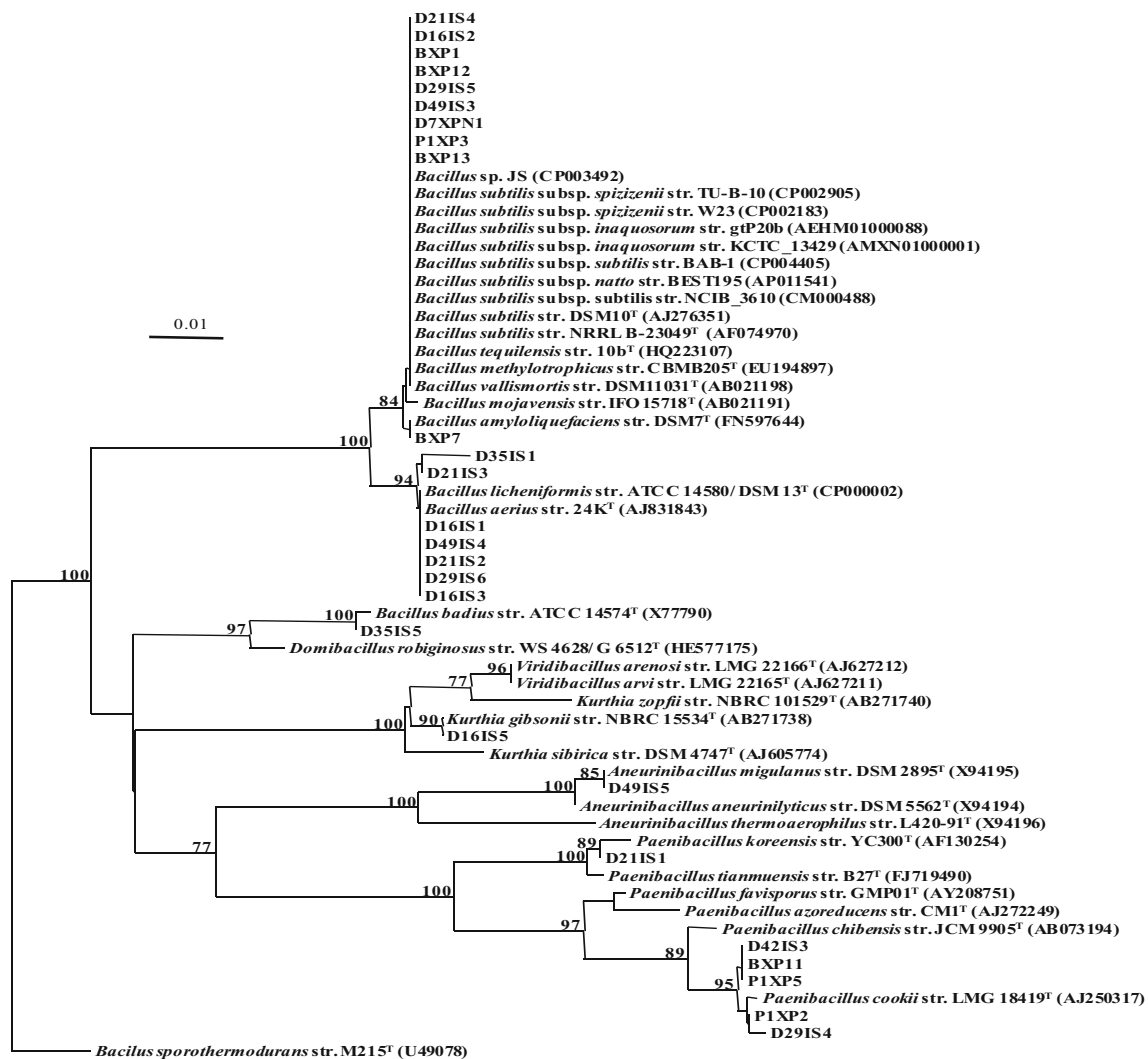 D21IS4
D16IS2
BXP1
BXP12
D29IS5
D49IS3
D7XPN1
P1XP3
BXP13
Bacillus sp. JS (CP003492)
Bacillus subtilis subsp. spizizenii str. TU-B-10 (CP002905)
Bacillus subtilis subsp. spizizenii str. W23 (CP002183)
Bacillus subtilis subsp. inaquosorum str. gtP20b (AEHM01000088)
Bacillus subtilis subsp. inaquosorum str. KCTC_13429 (AMXN01000001)
Bacillus subtilis subsp. subtilis str. BAB-1 (CP004405)
Bacillus subtilis subsp. natto str. BEST195 (AP011541)
Bacillus subtilis subsp. subtilis str. NCIB_3610 (CM000488)
Bacillus subtilis str. DSM10ᵀ (AJ276351)
0.01
Bacillus subtilis str. NRRL B-23049ᵀ (AF074970)
Bacillus tequilensis str. 10bᵀ (HQ223107)
Bacillus methylotrophicus str. CBMB205ᵀ (EU194897)
Bacillus vallismortis str. DSM11031ᵀ (AB021198)
84 Bacillus mojavensis str. IFO 15718ᵀ (AB021191)
Bacillus amyloliquefaciens str. DSM7ᵀ (FN597644)
100 BXP7
D35IS1
D21IS3
94
Bacillus licheniformis str. ATCC 14580/ DSM 13ᵀ (CP000002)
Bacillus aerius str. 24Kᵀ (AJ831843)
D16IS1
D49IS4
D21IS2
D29IS6
100
D16IS3
100 Bacillus badius str. ATCC 14574ᵀ (X77790)
97 D35IS5
Domibacillus robiginosus str. WS 4628/ G 6512ᵀ (HE577175)
96 Viridibacillus arenosi str. LMG 22166ᵀ (AJ627212)
77 Viridibacillus arvi str. LMG 22165ᵀ (AJ627211)
Kurthia zopfii str. NBRC 101529ᵀ (AB271740)
90 Kurthia gibsonii str. NBRC 15534ᵀ (AB271738)
100 D16IS5
Kurthia sibirica str. DSM 4747ᵀ (AJ605774)
85 Aneurinibacillus migulanus str. DSM 2895ᵀ (X94195)
100 D49IS5
100 Aneurinibacillus aneurinilyticus str. DSM 5562ᵀ (X94194)
Aneurinibacillus thermoaerophilus str. L420-91ᵀ (X94196)
77 89 Paenibacillus koreensis str. YC300ᵀ (AF130254)
100 D21IS1
Paenibacillus tianmuensis str. B27ᵀ (FJ719490)
100 Paenibacillus favisporus str. GMP01ᵀ (AY208751)
Paenibacillus azoreducens str. CM1ᵀ (AJ272249)
97 Paenibacillus chibensis str. JCM 9905ᵀ (AB073194)
89 D42IS3
BXP11
95 P1XP5
Paenibacillus cookii str. LMG 18419ᵀ (AJ250317)
P1XP2
D29IS4
Bacilus sporothermodurans str. M215ᵀ (U49078)